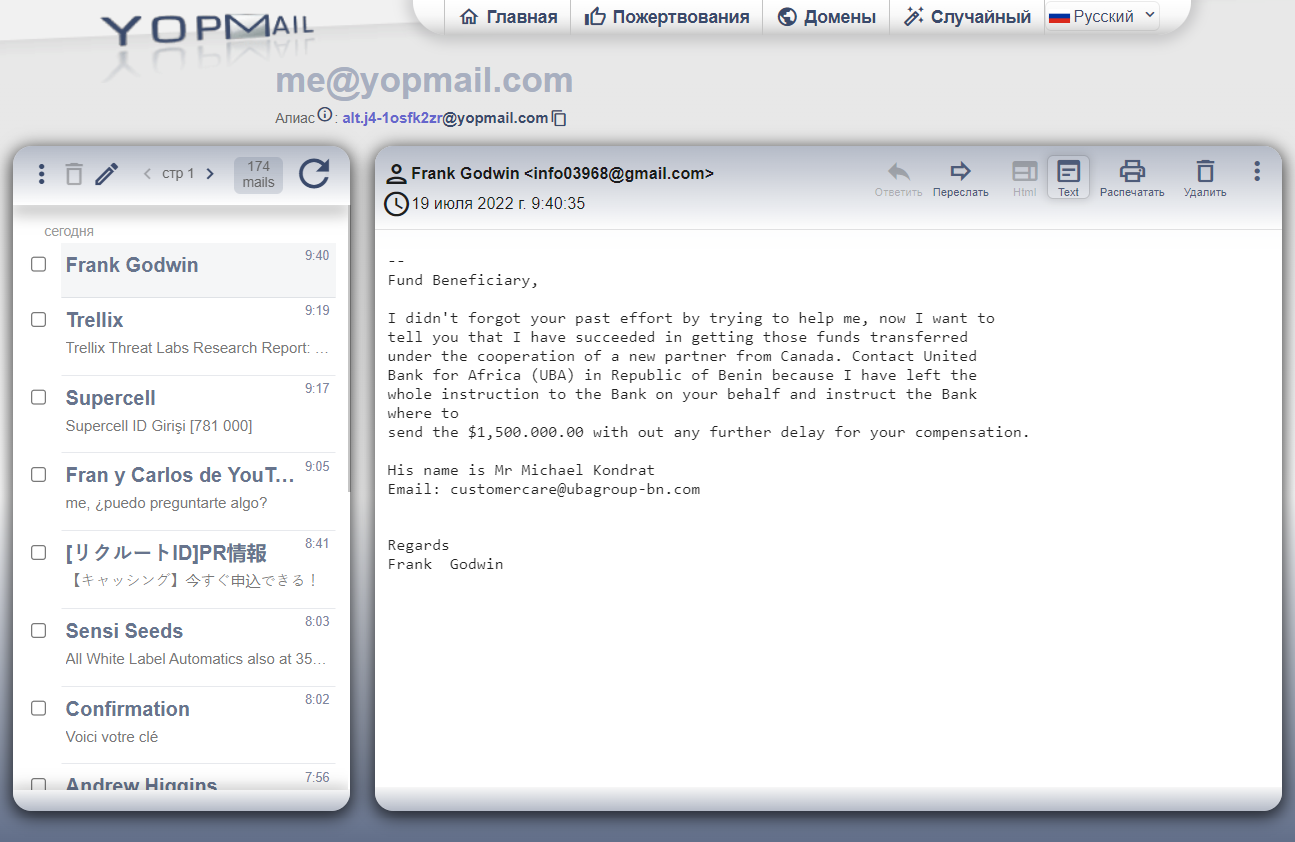 YOPMAIL
Главная
Пожертвования
Домены
Случайный
Русский
me@yopmail.com
Алиас : alt.j4-1osfk2zr@yopmail.com
стр 1
174
mails
сегодня
Frank Godwin 9:40
Trellix 9:19
Trellix Threat Labs Research Report: ...
Supercell 9:17
Supercell ID Girişi [781 000]
Fran y Carlos de YouT... 9:05
me, ¿puedo preguntarte algo?
[リクルートID]PR情報 8:41
【キャッシング】今すぐ申込できる！
Sensi Seeds 8:03
All White Label Automatics also at 35...
Confirmation 8:02
Voici votre clé
Andrew Higgins 7:56
Frank Godwin <info03968@gmail.com>
19 июля 2022 г. 9:40:35
Ответить
Переслать
Html
Text
Распечатать
Удалить
--
Fund Beneficiary,
I didn't forgot your past effort by trying to help me, now I want to
tell you that I have succeeded in getting those funds transferred
under the cooperation of a new partner from Canada. Contact United
Bank for Africa (UBA) in Republic of Benin because I have left the
whole instruction to the Bank on your behalf and instruct the Bank
where to
send the $1,500.000.00 with out any further delay for your compensation.
His name is Mr Michael Kondrat
Email: customercare@ubagroup-bn.com
Regards
Frank  Godwin